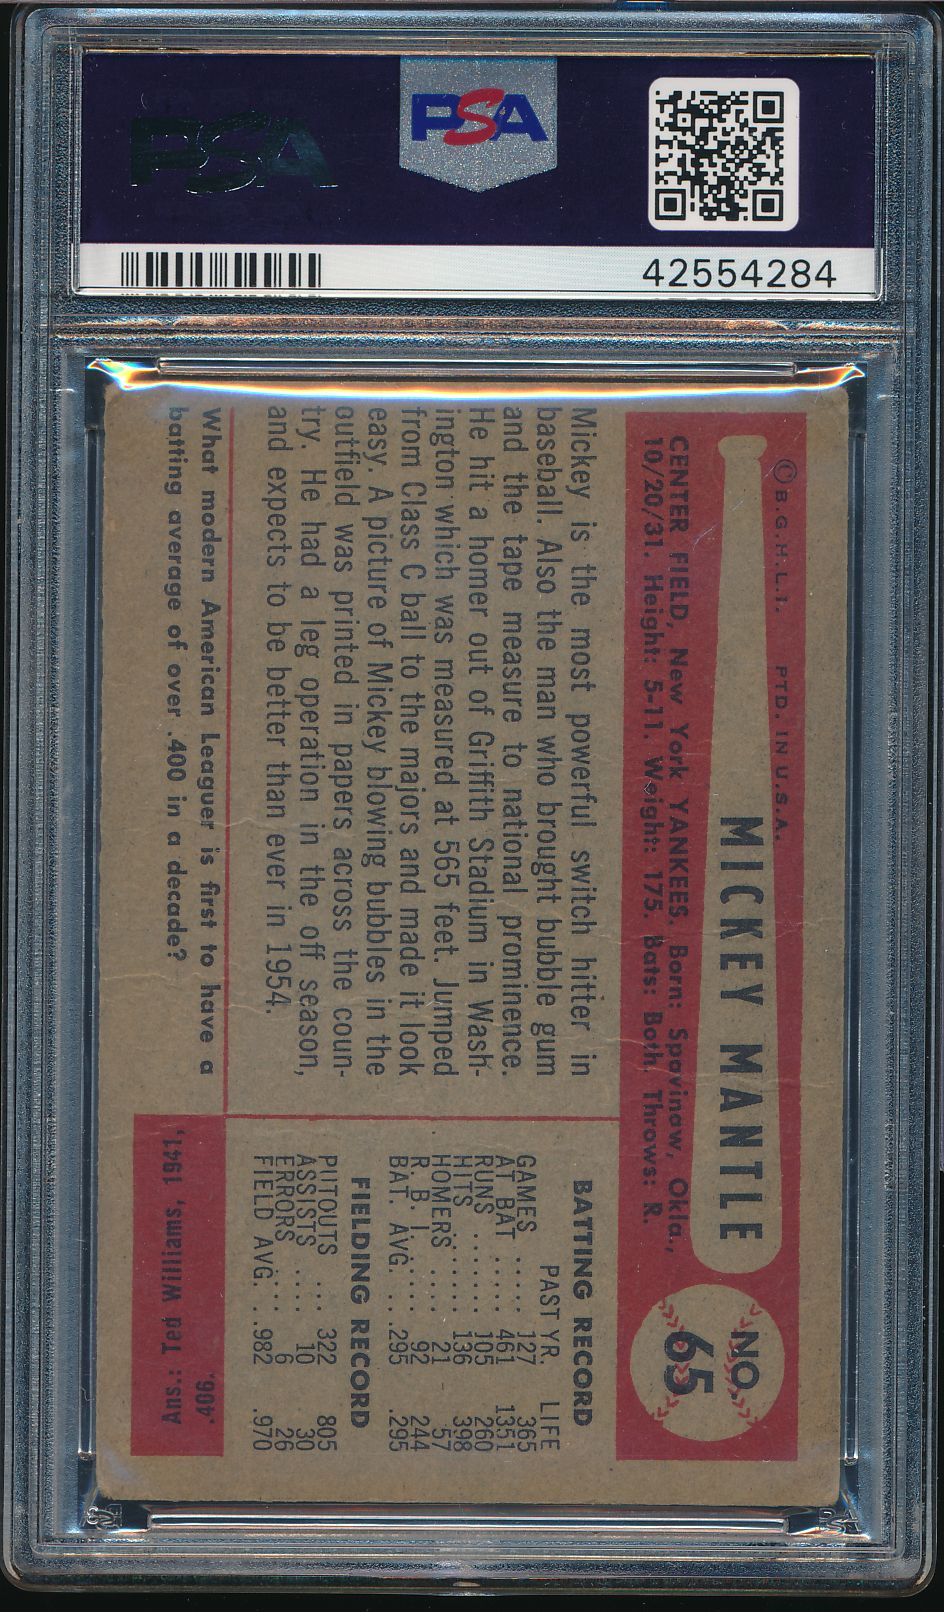 PSA
PSA
42554284
© B.G.H.L.I. PTD. IN U.S.A.
MICKEY MANTLE
NO.
65
CENTER FIELD, New York YANKEES. Born: Spavinaw, Okla.,
10/20/31. Height: 5-11. Weight: 175. Bats: Both. Throws: R.
Mickey is the most powerful switch hitter in
baseball. Also the man who brought bubble gum
and the tape measure to national prominence.
He hit a homer out of Griffith Stadium in Wash-
ington which was measured at 565 feet. Jumped
from Class C ball to the majors and made it look
easy. A picture of Mickey blowing bubbles in the
outfield was printed in papers across the coun-
try. He had a leg operation in the off season,
and expects to be better than ever in 1954.
BATTING RECORD
PAST YR. LIFE
GAMES ..... 127 365
AT BAT ..... 461 1351
RUNS ...... 105 260
HITS ....... 136 398
HOMERS .... 21 57
R. B. I. ..... 92 244
BAT. AVG. .. .295 .295
FIELDING RECORD
PUTOUTS ... 322 805
ASSISTS .... 10 30
ERRORS .... 6 26
FIELD AVG. .. .982 .970
What modern American Leaguer is first to have a
batting average of over .400 in a decade?
Ans.: Ted Williams, 1941,
.406.